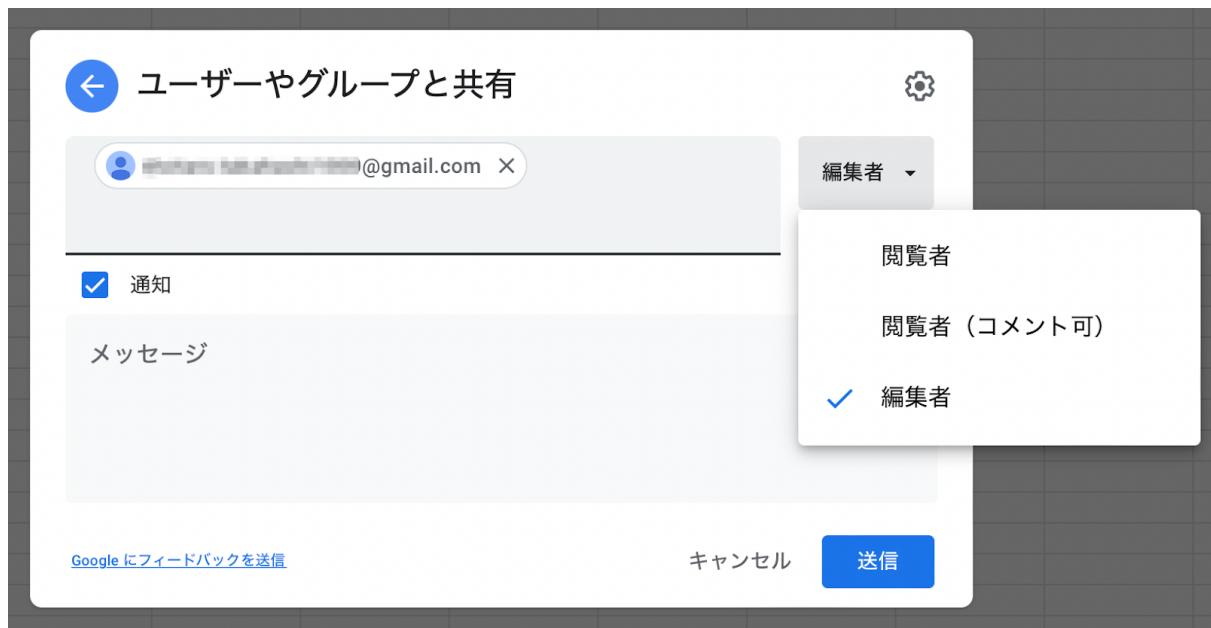 ユーザーやグループと共有
@gmail.com
編集者
閲覧者
閲覧者（コメント可）
編集者
通知
メッセージ
Google にフィードバックを送信
キャンセル
送信